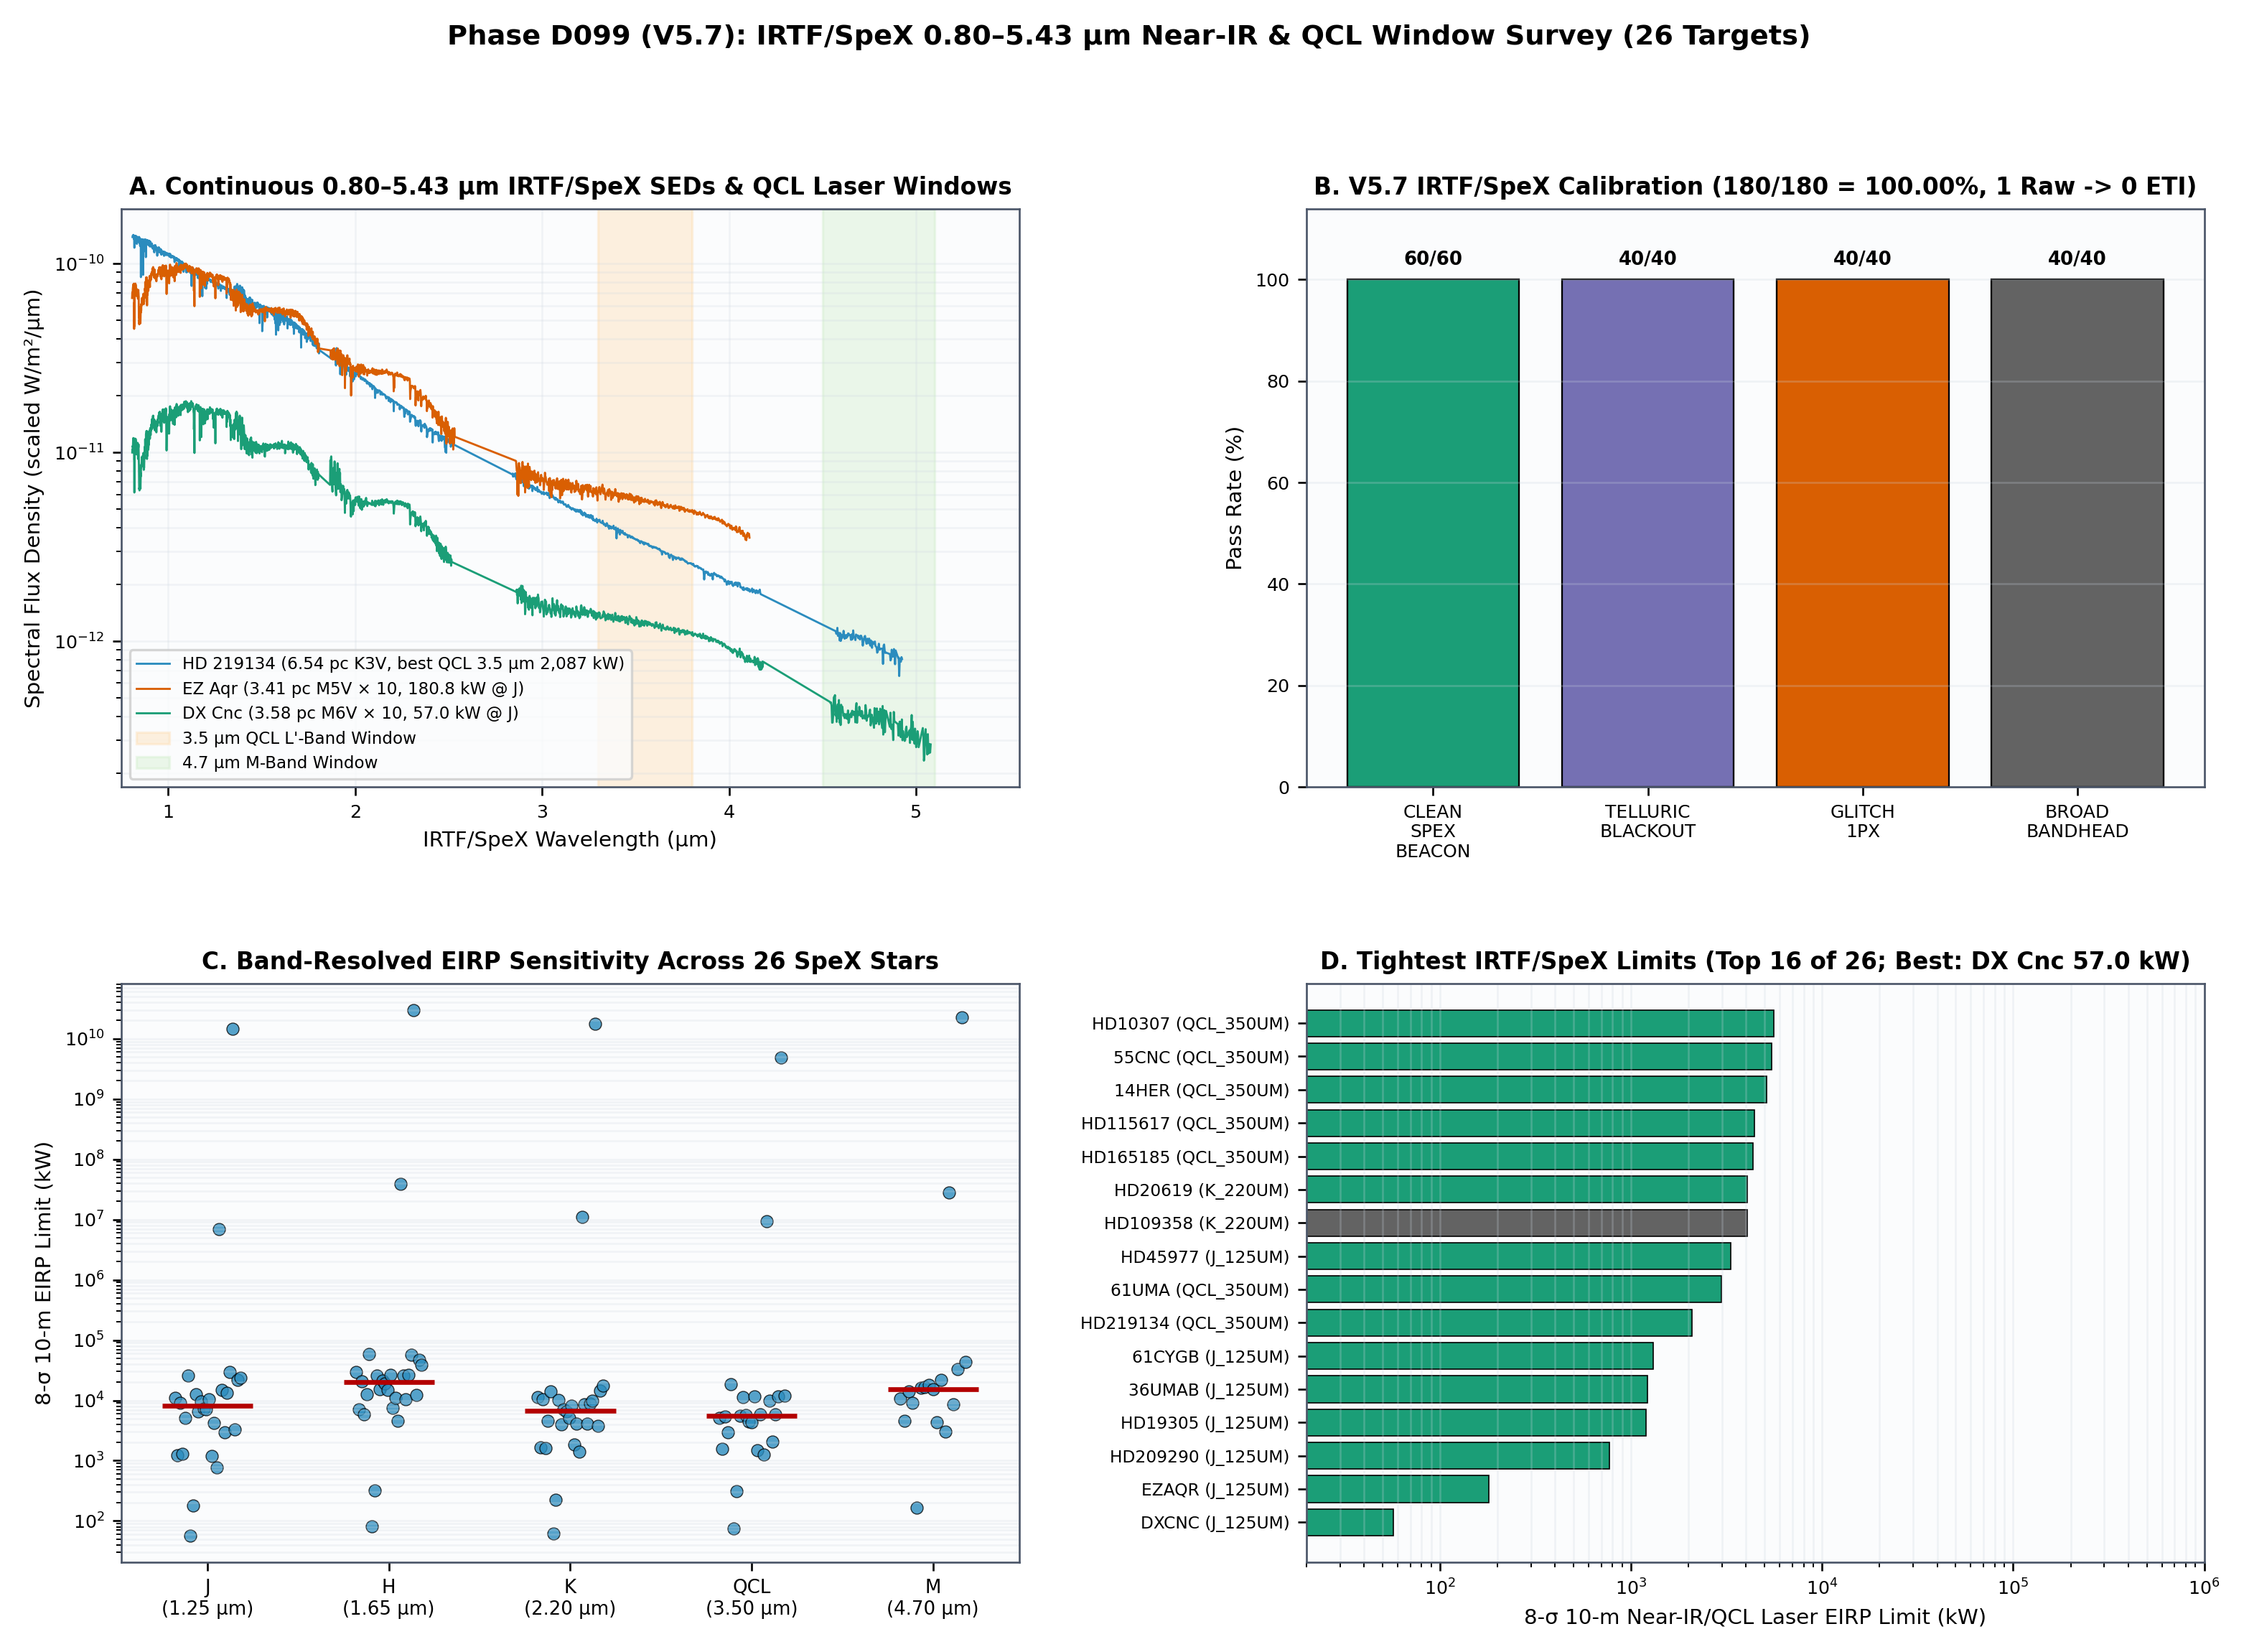 Phase D099 (V5.7): IRTF/SpeX 0.80–5.43 µm Near-IR & QCL Window Survey (26 Targets)
A. Continuous 0.80–5.43 µm IRTF/SpeX SEDs & QCL Laser Windows
Spectral Flux Density (scaled W/m²/µm)
10⁻¹⁰
10⁻¹¹
10⁻¹²
HD 219134 (6.54 pc K3V, best QCL 3.5 µm 2,087 kW)
EZ Aqr (3.41 pc M5V × 10, 180.8 kW @ J)
DX Cnc (3.58 pc M6V × 10, 57.0 kW @ J)
3.5 µm QCL L'-Band Window
4.7 µm M-Band Window
1 2 3 4 5
IRTF/SpeX Wavelength (µm)
B. V5.7 IRTF/SpeX Calibration (180/180 = 100.00%, 1 Raw -> 0 ETI)
Pass Rate (%)
100
80
60
40
20
0
60/60 40/40 40/40 40/40
CLEAN
SPEX
BEACON
TELLURIC
BLACKOUT
GLITCH
1PX
BROAD
BANDHEAD
C. Band-Resolved EIRP Sensitivity Across 26 SpeX Stars
8-σ 10-m EIRP Limit (kW)
10¹⁰
10⁹
10⁸
10⁷
10⁶
10⁵
10⁴
10³
10²
J
(1.25 µm)
H
(1.65 µm)
K
(2.20 µm)
QCL
(3.50 µm)
M
(4.70 µm)
D. Tightest IRTF/SpeX Limits (Top 16 of 26; Best: DX Cnc 57.0 kW)
HD10307 (QCL_350UM)
55CNC (QCL_350UM)
14HER (QCL_350UM)
HD115617 (QCL_350UM)
HD165185 (QCL_350UM)
HD20619 (K_220UM)
HD109358 (K_220UM)
HD45977 (J_125UM)
61UMA (QCL_350UM)
HD219134 (QCL_350UM)
61CYGB (J_125UM)
36UMAB (J_125UM)
HD19305 (J_125UM)
HD209290 (J_125UM)
EZAQR (J_125UM)
DXCNC (J_125UM)
10² 10³ 10⁴ 10⁵ 10⁶
8-σ 10-m Near-IR/QCL Laser EIRP Limit (kW)